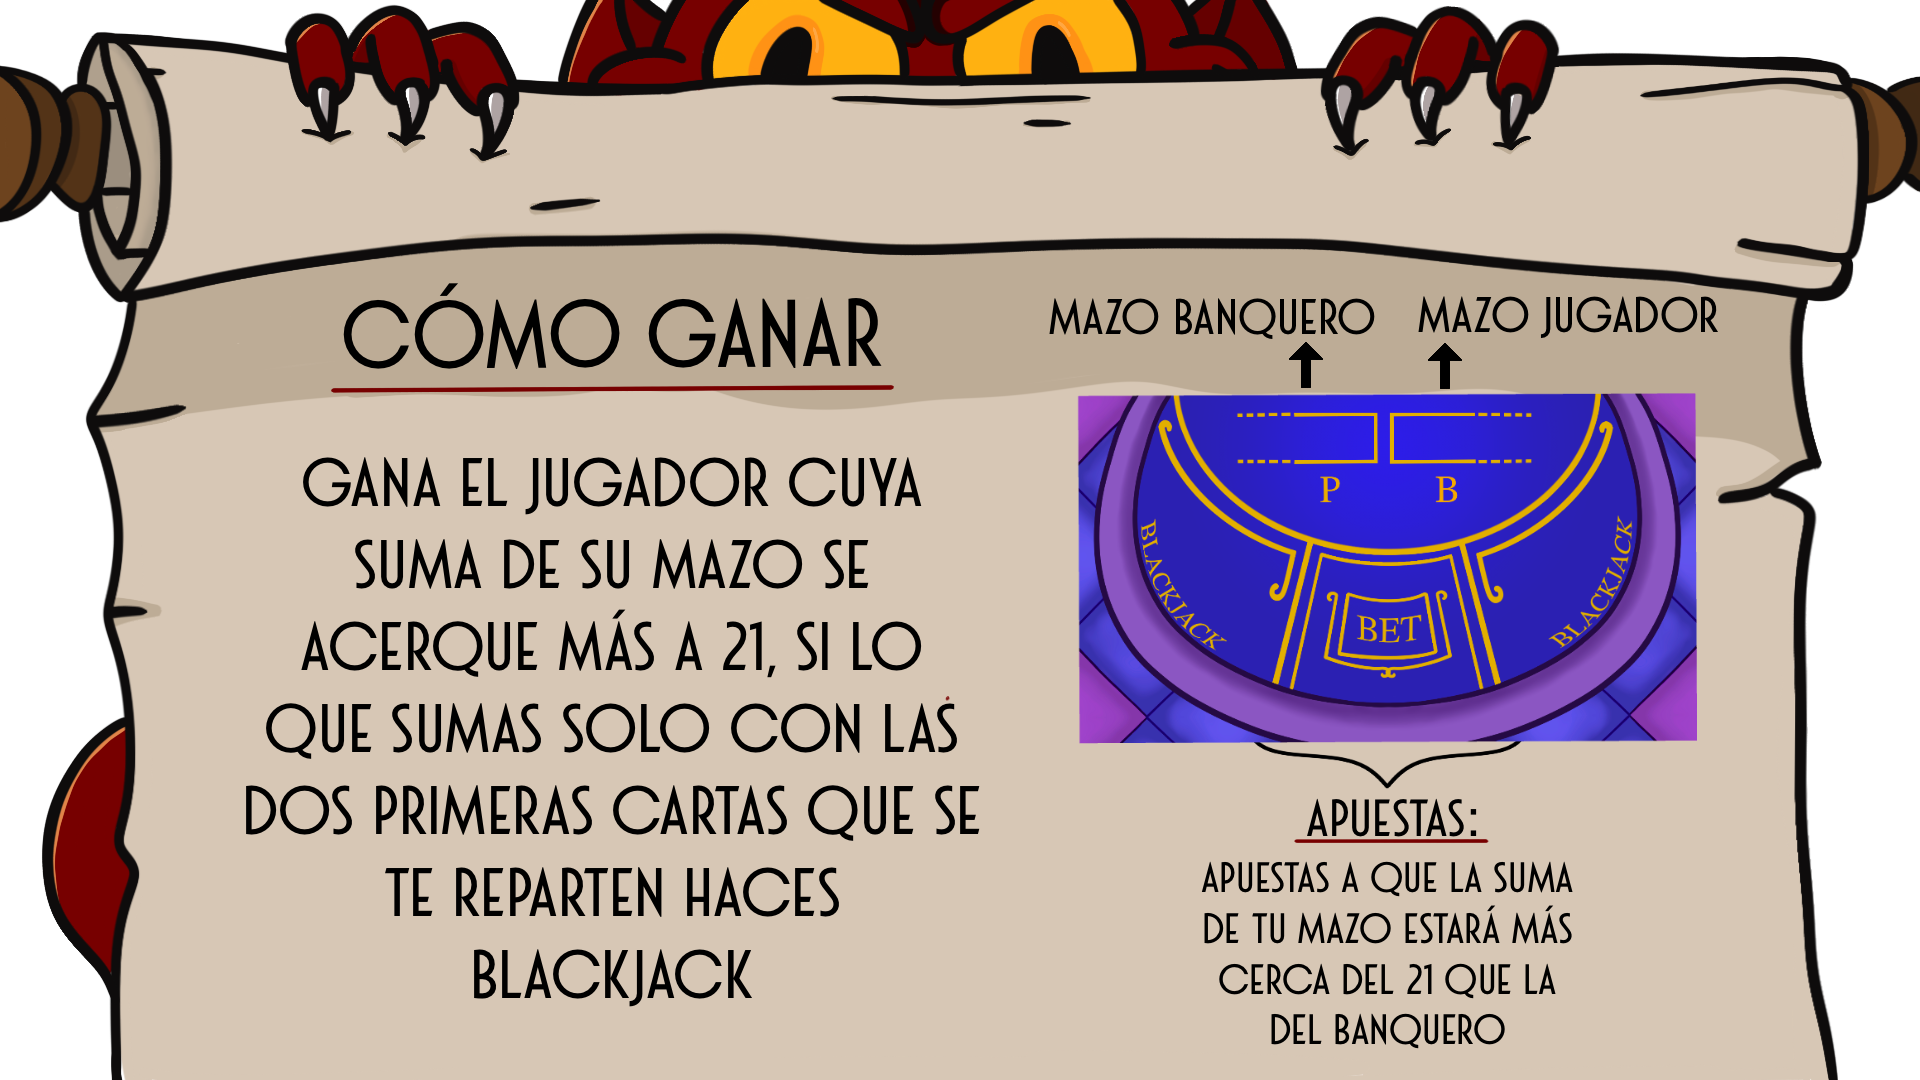 CÓMO GANAR
GANA EL JUGADOR CUYA
SUMA DE SU MAZO SE
ACERQUE MÁS A 21, SI LO
QUE SUMAS SOLO CON LAS
DOS PRIMERAS CARTAS QUE SE
TE REPARTEN HACES
BLACKJACK
MAZO BANQUERO
MAZO JUGADOR
P
B
BLACKJACK
BET
BLACKJACK
APUESTAS:
APUESTAS A QUE LA SUMA
DE TU MAZO ESTARÁ MÁS
CERCA DEL 21 QUE LA
DEL BANQUERO